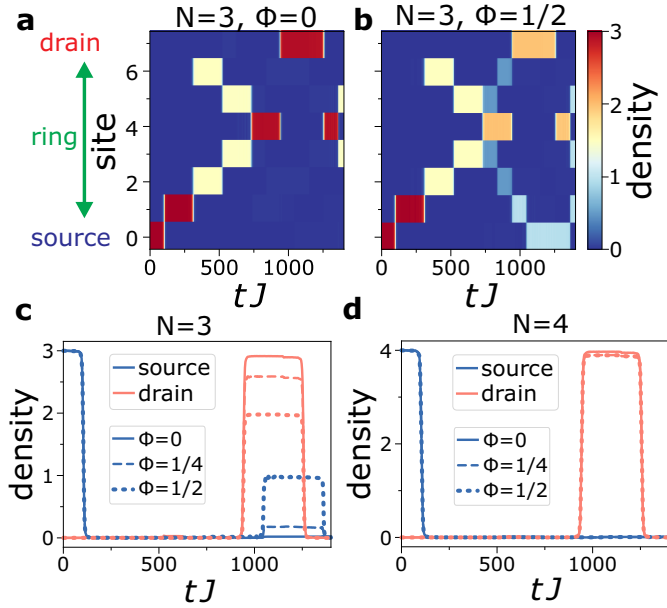 a
N=3, Φ=0
b
N=3, Φ=1/2
drain
ring
source
site
6
4
2
0
0
500
1000
tJ
0
500
1000
tJ
3
2
1
0
density
c
N=3
density
3
2
1
0
source
drain
Φ=0
Φ=1/4
Φ=1/2
0
500
1000
tJ
d
N=4
density
4
2
0
source
drain
Φ=0
Φ=1/4
Φ=1/2
0
500
1000
tJ